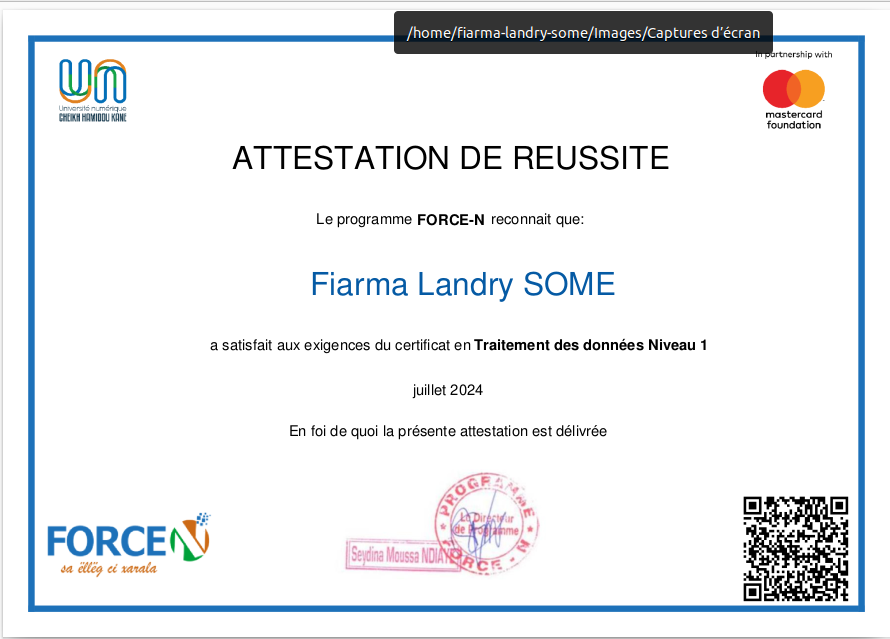 /home/fiarma-landry-some/Images/Captures d'écran
In partnership with
Université numérique
CHEIKH HAMIDOU KANE
mastercard
foundation
ATTESTATION DE REUSSITE
Le programme FORCE-N reconnait que:
Fiarma Landry SOME
a satisfait aux exigences du certificat en Traitement des données Niveau 1
juillet 2024
En foi de quoi la présente attestation est délivrée
FORCE N
sa ëllëg ci xarala
PROGRAMME
Le Directeur
de Programme
FORCE - N
Seydina Moussa NDIAYE